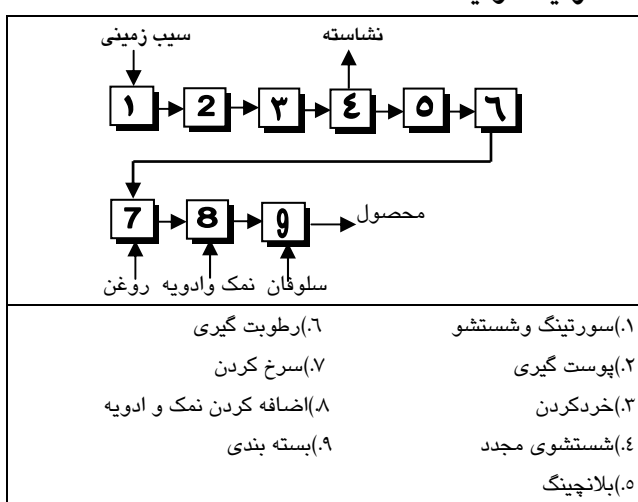 سیب زمینی نشاسته
۱ 2 ۳ ٤ ٥ ٦
7 8 9 محصول
روغن نمک وادویه سلوفان
۱.)سورتینگ وشستشو ٦.)رطوبت گیری
۲.)پوست گیری ۷.)سرخ کردن
۳.)خردکردن ۸.)اضافه کردن نمک و ادویه
٤.)شستشوی مجدد ۹.)بسته بندی
٥.)بلانچینگ